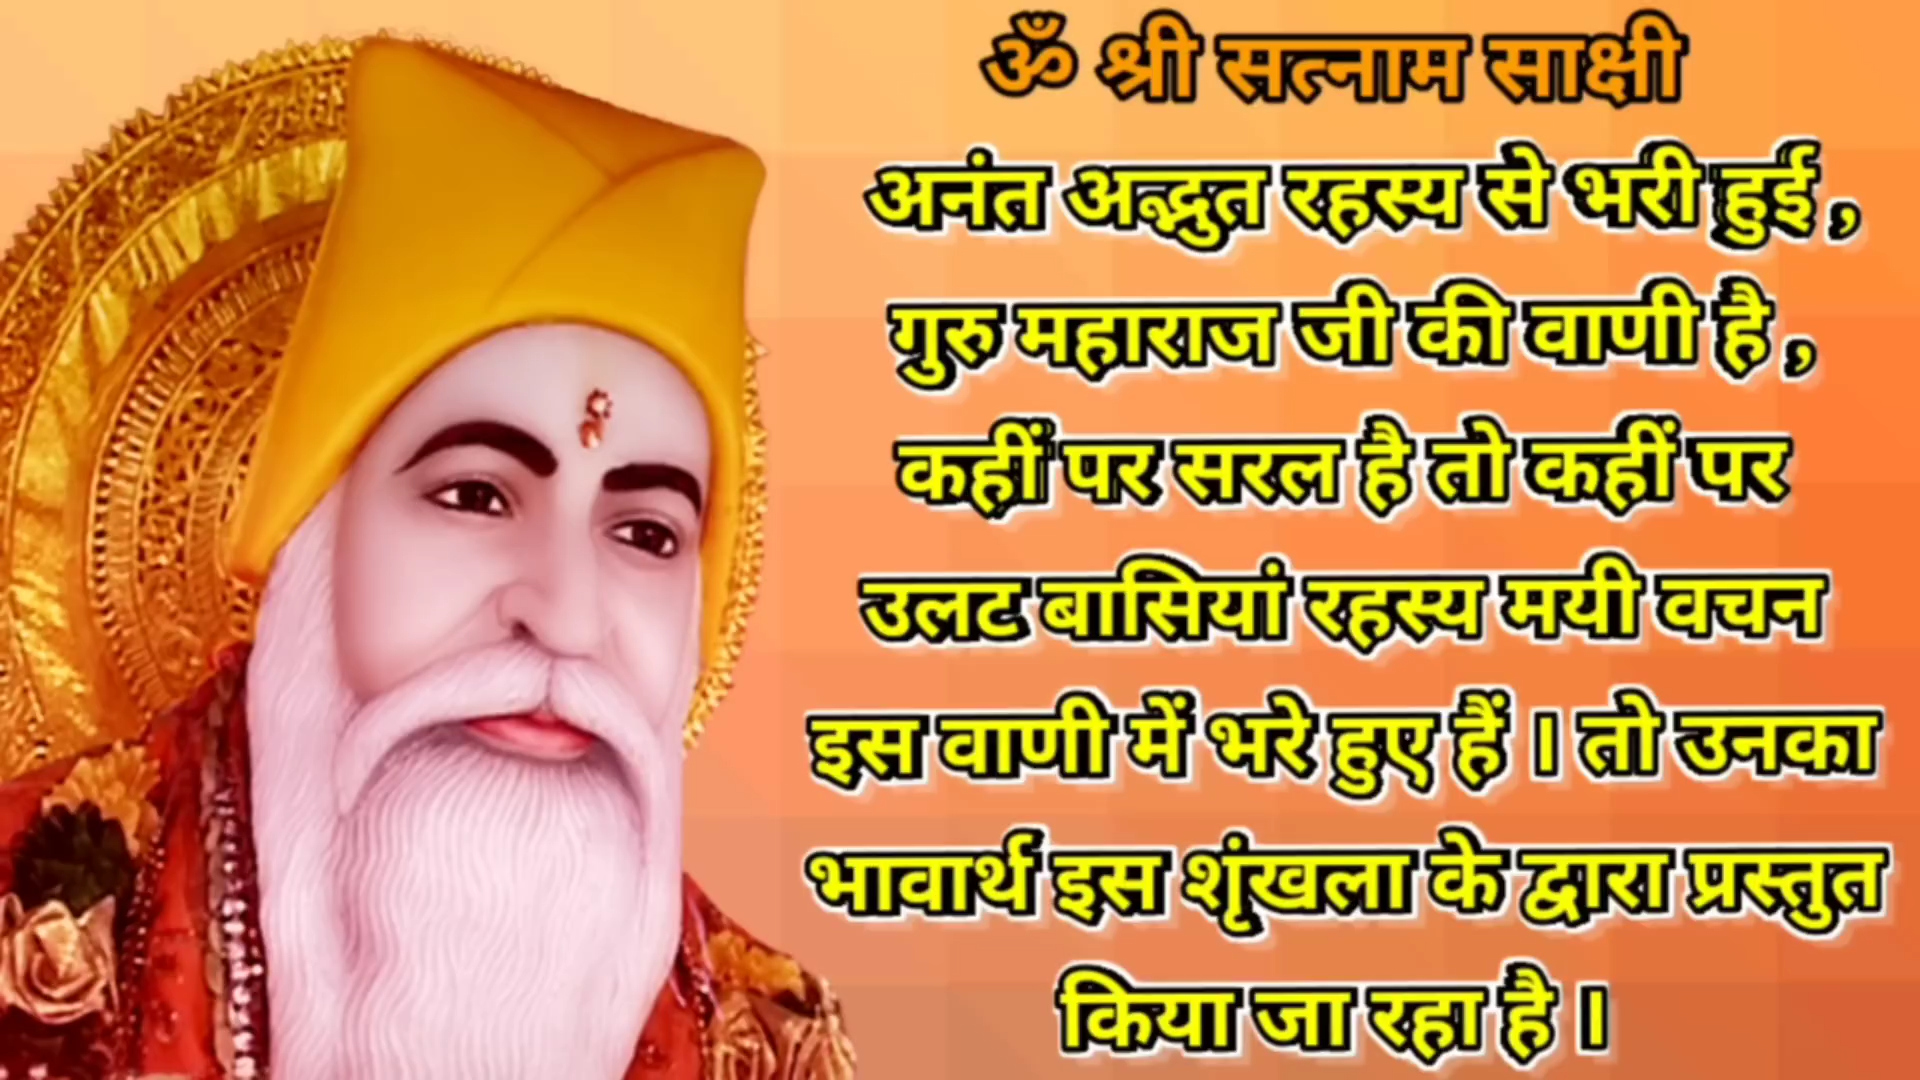 ॐ श्री सत्नाम साक्षी
अनंत अद्भुत रहस्य से भरी हुई ,
गुरु महाराज जी की वाणी है ,
कहीं पर सरल है तो कहीं पर
उलट बासियां रहस्य मयी वचन
इस वाणी में भरे हुए हैं । तो उनका
भावार्थ इस शृंखला के द्वारा प्रस्तुत
किया जा रहा है ।